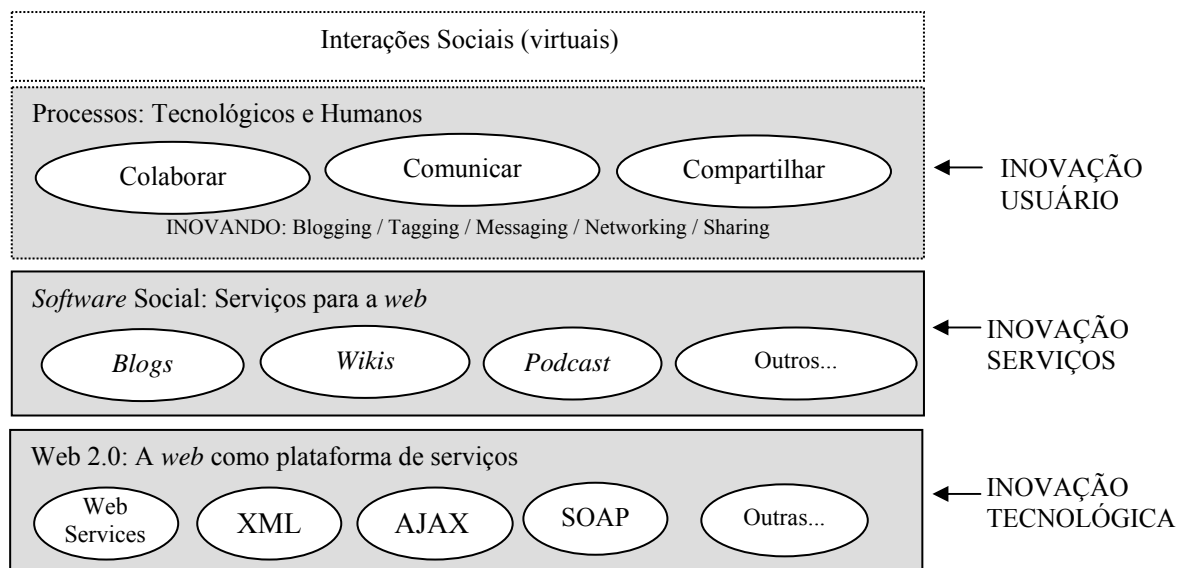 Interações Sociais (virtuais)
Processos: Tecnológicos e Humanos
Colaborar
Comunicar
Compartilhar
INOVANDO: Blogging / Tagging / Messaging / Networking / Sharing
INOVAÇÃO
USUÁRIO
Software Social: Serviços para a web
Blogs
Wikis
Podcast
Outros...
INOVAÇÃO
SERVIÇOS
Web 2.0: A web como plataforma de serviços
Web
Services
XML
AJAX
SOAP
Outras...
INOVAÇÃO
TECNOLÓGICA